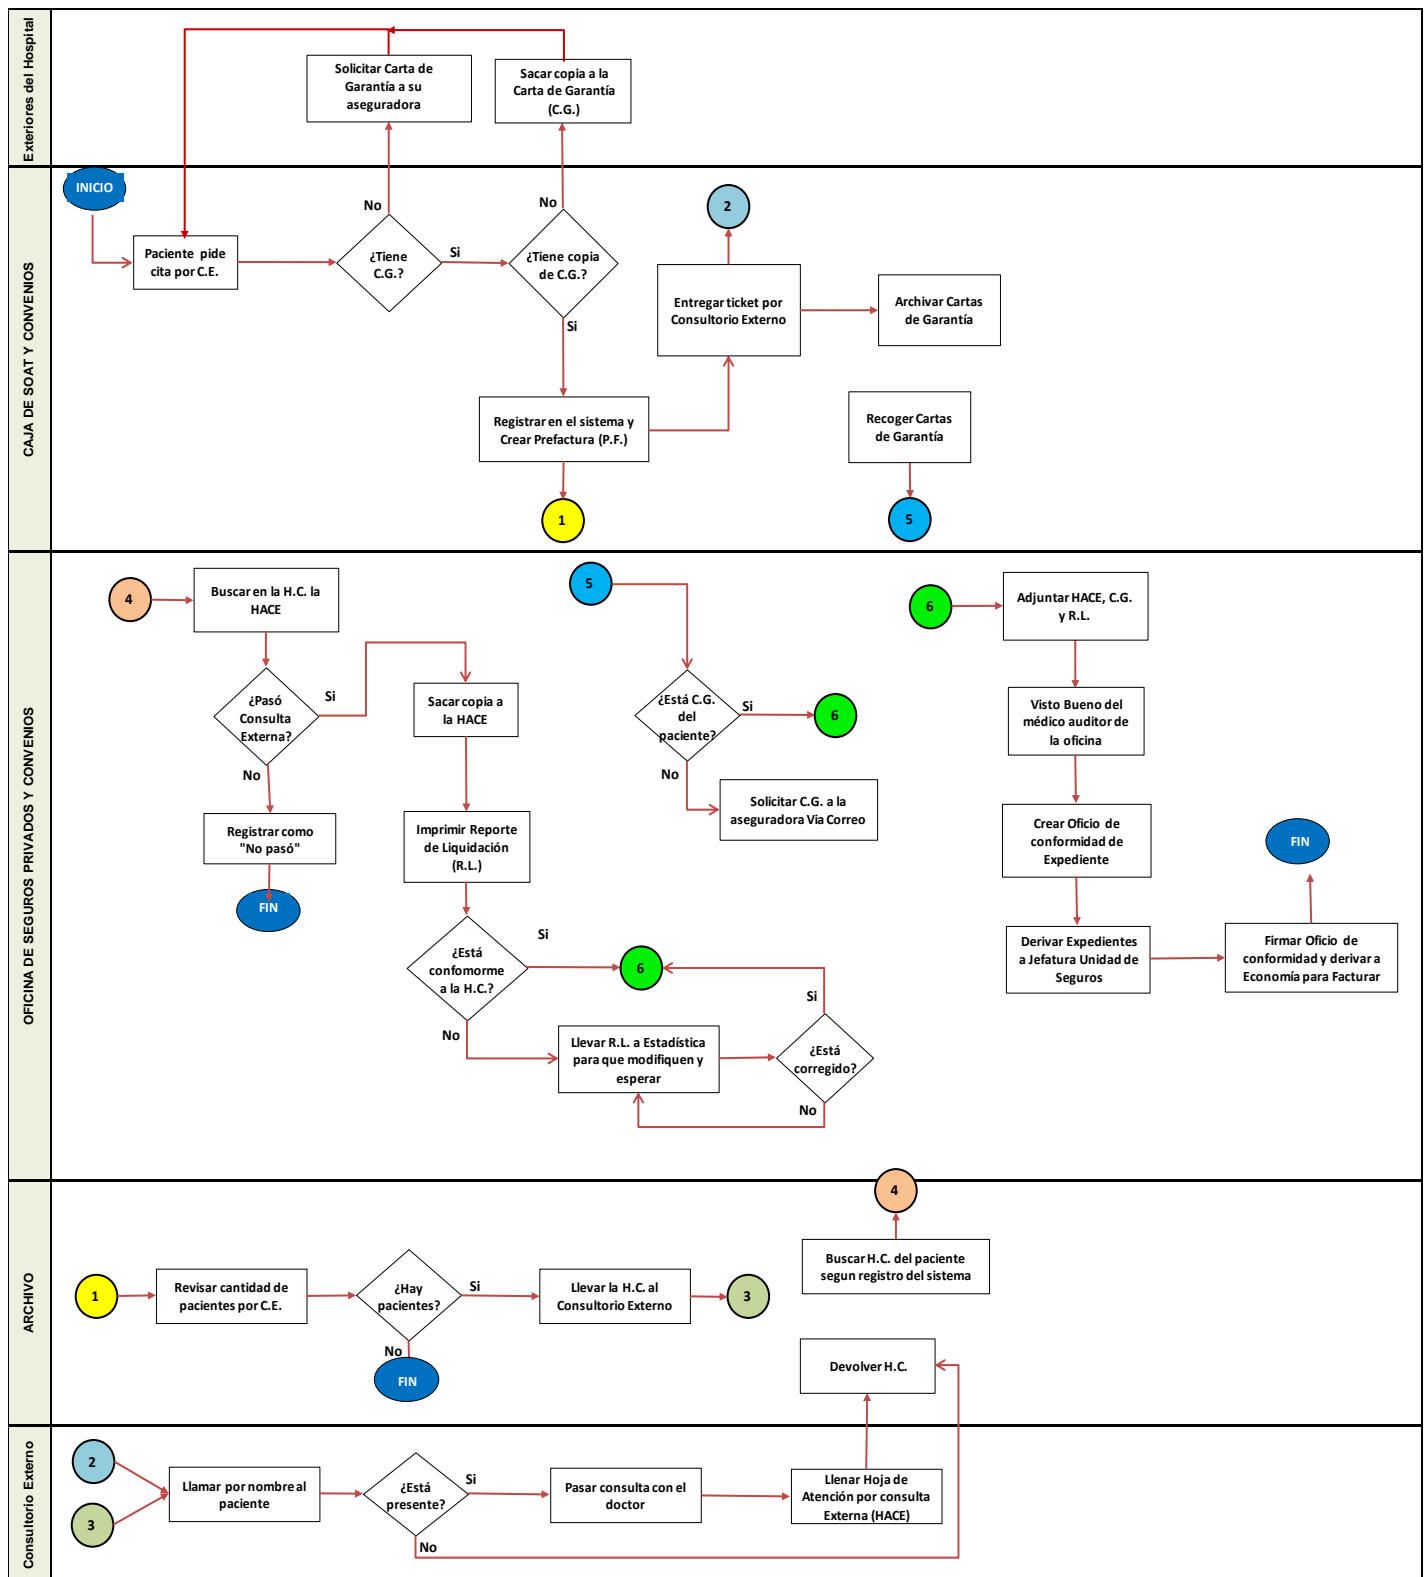 Exteriores del Hospital
Solicitar Carta de
Garantía a su
aseguradora
Sacar copia a la
Carta de Garantía
(C.G.)
CAJA DE SOAT Y CONVENIOS
INICIO
No
No
2
Paciente pide
cita por C.E.
¿Tiene
C.G.?
Si
¿Tiene copia
de C.G.?
Si
Entregar ticket por
Consultorio Externo
Archivar Cartas
de Garantía
Registrar en el sistema y
Crear Prefactura (P.F.)
Recoger Cartas
de Garantía
1
5
OFICINA DE SEGUROS PRIVADOS Y CONVENIOS
4
Buscar en la H.C. la
HACE
5
6
Adjuntar HACE, C.G.
y R.L.
¿Pasó
Consulta
Externa?
Si
No
Sacar copia a
la HACE
¿Está C.G.
del
paciente?
Si
No
6
Visto Bueno del
médico auditor de
la oficina
Registrar como
"No pasó"
FIN
Imprimir Reporte
de Liquidación
(R.L.)
Solicitar C.G. a la
aseguradora Via Correo
Crear Oficio de
conformidad de
Expediente
FIN
¿Está
confomorme
a la H.C.?
Si
No
6
Derivar Expedientes
a Jefatura Unidad de
Seguros
Firmar Oficio de
conformidad y derivar a
Economía para Facturar
Llevar R.L. a Estadística
para que modifiquen y
esperar
Si
¿Está
corregido?
No
ARCHIVO
4
Buscar H.C. del paciente
segun registro del sistema
1
Revisar cantidad de
pacientes por C.E.
¿Hay
pacientes?
Si
No
FIN
Llevar la H.C. al
Consultorio Externo
3
Devolver H.C.
Consultorio Externo
2
3
Llamar por nombre al
paciente
¿Está
presente?
Si
No
Pasar consulta con el
doctor
Llenar Hoja de
Atención por consulta
Externa (HACE)